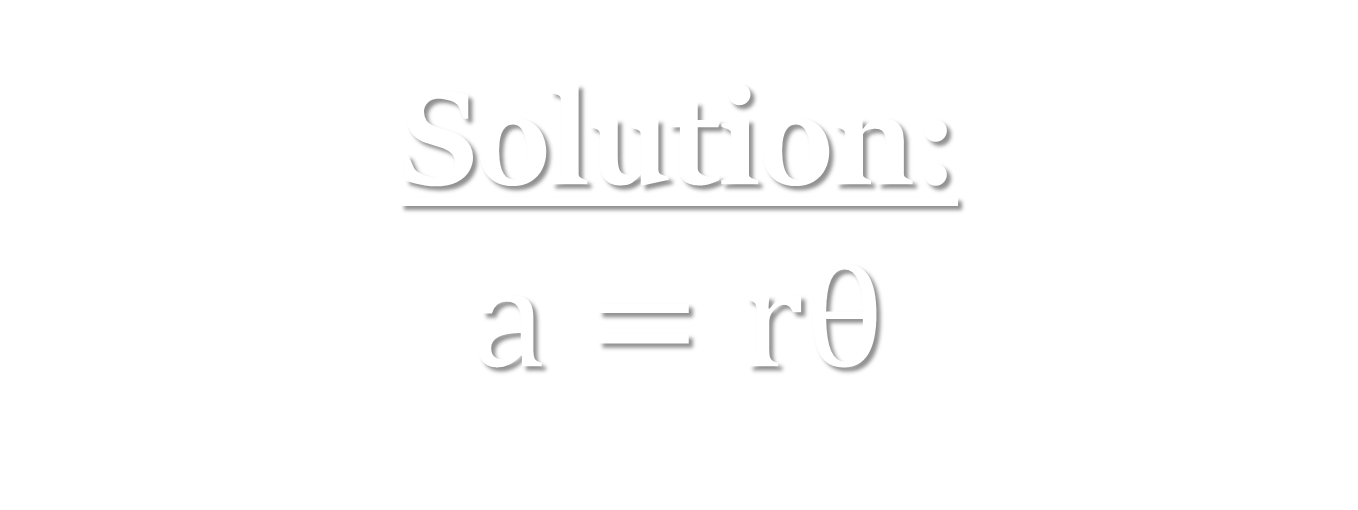 Solution:
a = rθ